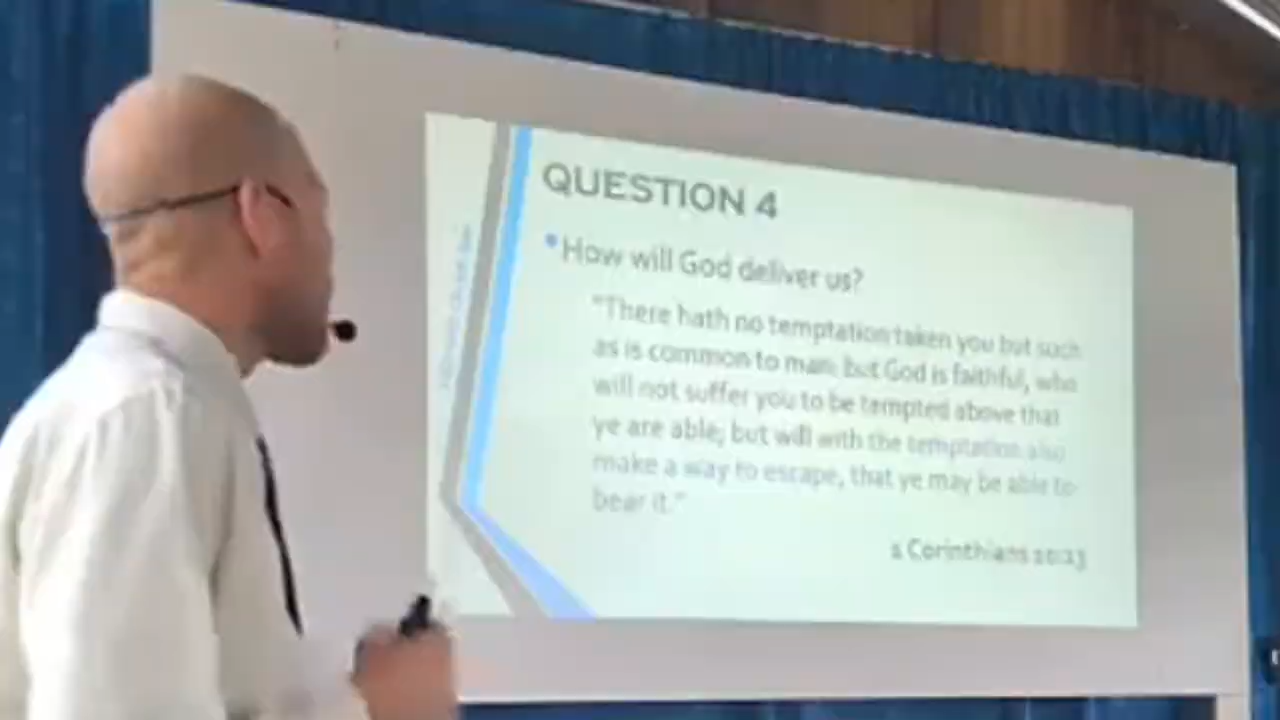 QUESTION 4
How will God deliver us?
"There hath no temptation taken you but such
as is common to man: but God is faithful, who
will not suffer you to be tempted above that
ye are able; but will with the temptation also
make a way to escape, that ye may be able to
bear it."
1 Corinthians 10:13